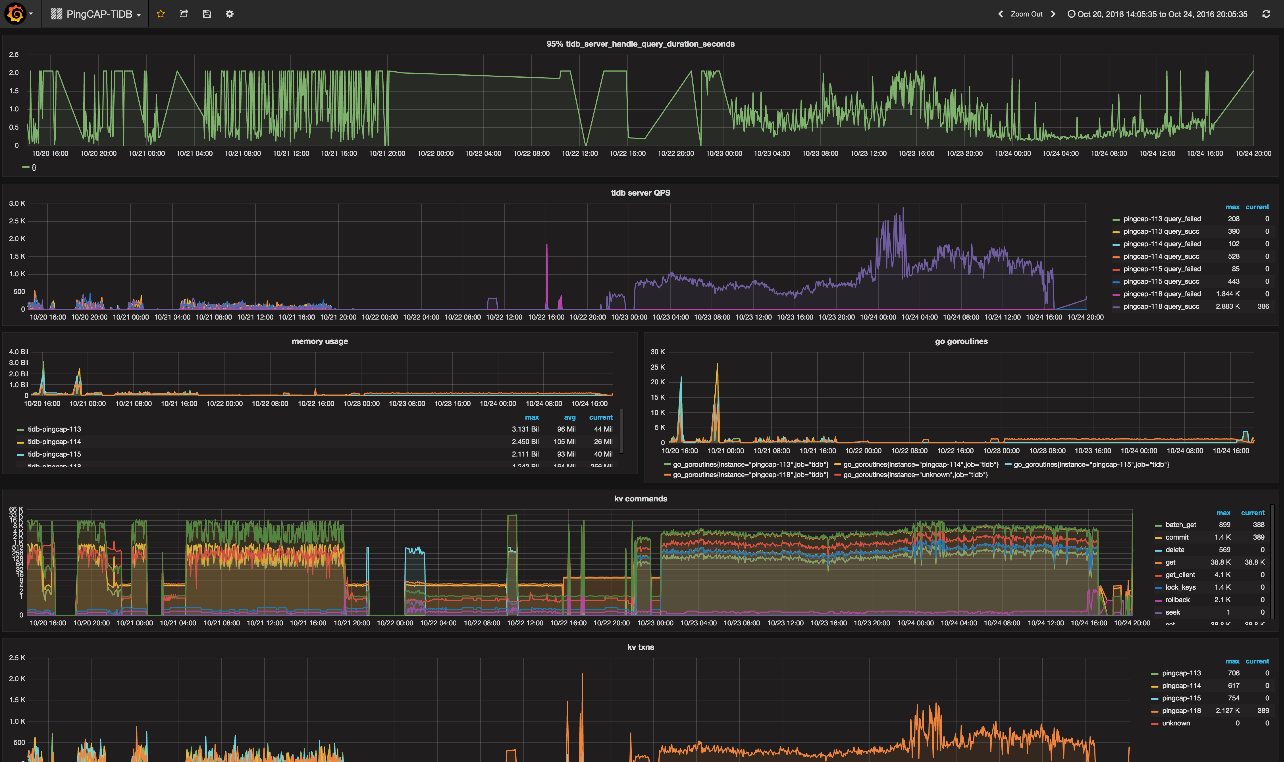 PingCAP-TiDB
Zoom Out
Oct 20, 2016 14:05:35 to Oct 24, 2016 20:05:35
95% tidb_server_handle_query_duration_seconds
2.5
2.0
1.5
1.0
0.5
0
10/20 16:00 10/20 20:00 10/21 00:00 10/21 04:00 10/21 08:00 10/21 12:00 10/21 16:00 10/21 20:00 10/22 00:00 10/22 04:00 10/22 08:00 10/22 12:00 10/22 16:00 10/22 20:00 10/23 00:00 10/23 04:00 10/23 08:00 10/23 12:00 10/23 16:00 10/23 20:00 10/24 00:00 10/24 04:00 10/24 08:00 10/24 12:00 10/24 16:00 10/24 20:00
{}
tidb server QPS
3.0 K
2.5 K
2.0 K
1.5 K
1.0 K
500
0
10/20 16:00 10/20 20:00 10/21 00:00 10/21 04:00 10/21 08:00 10/21 12:00 10/21 16:00 10/21 20:00 10/22 00:00 10/22 04:00 10/22 08:00 10/22 12:00 10/22 16:00 10/22 20:00 10/23 00:00 10/23 04:00 10/23 08:00 10/23 12:00 10/23 16:00 10/23 20:00 10/24 00:00 10/24 04:00 10/24 08:00 10/24 12:00 10/24 16:00 10/24 20:00
max current
pingcap-113 query_failed 208 0
pingcap-113 query_succ 390 0
pingcap-114 query_failed 102 0
pingcap-114 query_succ 528 0
pingcap-115 query_failed 85 0
pingcap-115 query_succ 443 0
pingcap-118 query_failed 1.844 K 0
pingcap-118 query_succ 2.883 K 386
memory usage
4.0 Bil
3.0 Bil
2.0 Bil
1.0 Bil
0
10/20 16:00 10/21 00:00 10/21 08:00 10/21 16:00 10/22 00:00 10/22 08:00 10/22 16:00 10/23 00:00 10/23 08:00 10/23 16:00 10/24 00:00 10/24 08:00 10/24 16:00
max avg current
tidb-pingcap-113 3.131 Bil 96 Mil 44 Mil
tidb-pingcap-114 2.450 Bil 105 Mil 26 Mil
tidb-pingcap-115 2.111 Bil 93 Mil 40 Mil
tidb-pingcap-118
go goroutines
30 K
25 K
20 K
15 K
10 K
5 K
0
10/20 16:00 10/21 00:00 10/21 08:00 10/21 16:00 10/22 00:00 10/22 08:00 10/22 16:00 10/23 00:00 10/23 08:00 10/23 16:00 10/24 00:00 10/24 08:00 10/24 16:00
go_goroutines{instance="pingcap-113",job="tidb"} go_goroutines{instance="pingcap-114",job="tidb"} go_goroutines{instance="pingcap-115",job="tidb"}
go_goroutines{instance="pingcap-118",job="tidb"} go_goroutines{instance="unknown",job="tidb"}
kv commands
10/20 16:00 10/20 20:00 10/21 00:00 10/21 04:00 10/21 08:00 10/21 12:00 10/21 16:00 10/21 20:00 10/22 00:00 10/22 04:00 10/22 08:00 10/22 12:00 10/22 16:00 10/22 20:00 10/23 00:00 10/23 04:00 10/23 08:00 10/23 12:00 10/23 16:00 10/23 20:00 10/24 00:00 10/24 04:00 10/24 08:00 10/24 12:00 10/24 16:00 10/24 20:00
max current
batch_get 899 388
commit 1.4 K 389
delete 569 0
get 38.8 K 38.8 K
get_client 4.1 K 0
lock_keys 1.4 K 0
rollback 2.1 K 0
seek 1 0
kv txns
2.5 K
2.0 K
1.5 K
1.0 K
500
max current
pingcap-113 706 0
pingcap-114 617 0
pingcap-115 754 0
pingcap-118 2.127 K 389
unknown 0 0